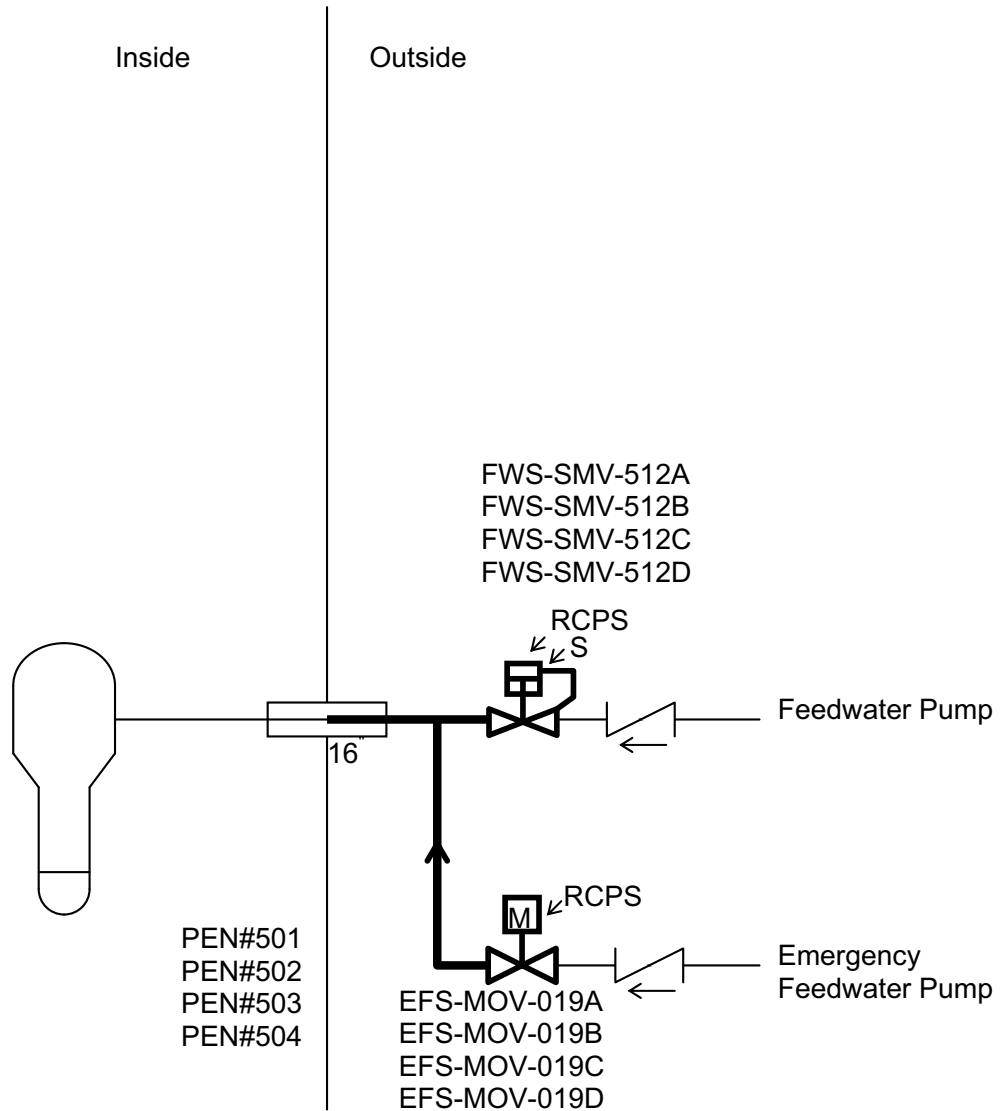 Inside
Outside
FWS-SMV-512A
FWS-SMV-512B
FWS-SMV-512C
FWS-SMV-512D
RCPS
S
Feedwater Pump
16"
M
RCPS
PEN#501
PEN#502
PEN#503
PEN#504
Emergency
Feedwater Pump
EFS-MOV-019A
EFS-MOV-019B
EFS-MOV-019C
EFS-MOV-019D